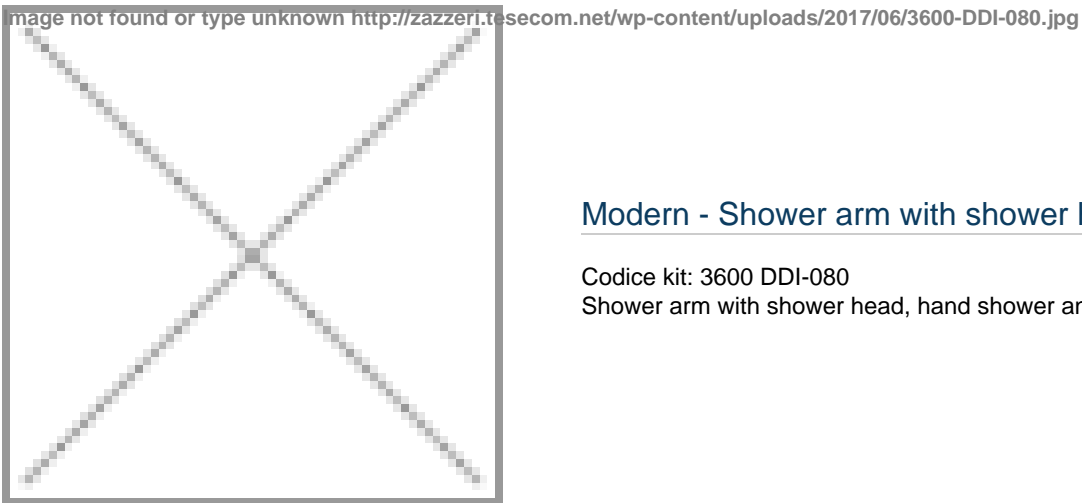 Image not found or type unknown http://zazzeri.tesecom.net/wp-content/uploads/2017/06/3600-DDI-080.jpg
Modern - Shower arm with shower
Codice kit: 3600 DDI-080
Shower arm with shower head, hand shower